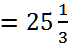 = 25 1/3